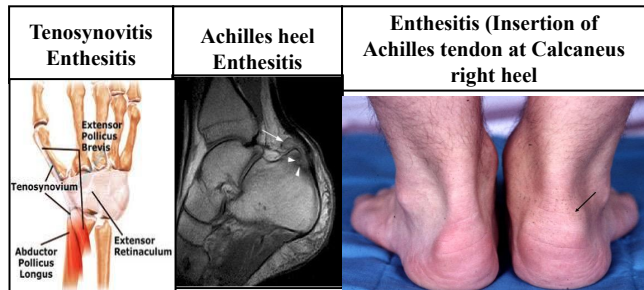 Tenosynovitis
Enthesitis
Achilles heel
Enthesitis
Enthesitis (Insertion of
Achilles tendon at Calcaneus
right heel
Extensor
Pollicus
Brevis
Tenosynovium
Abductor
Pollicus
Longus
Extensor
Retinaculum